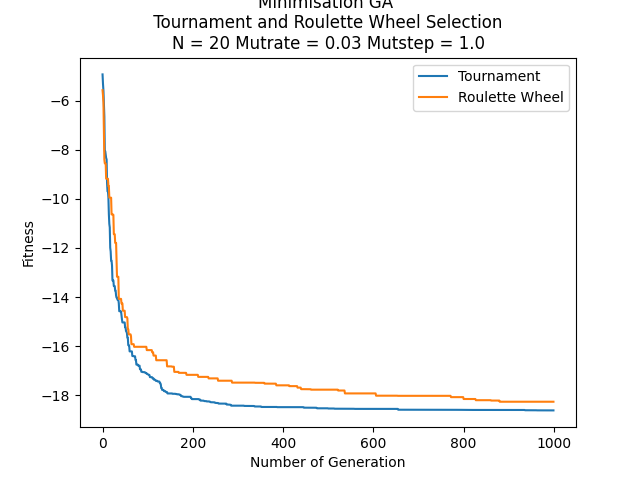 Minimisation GA
Tournament and Roulette Wheel Selection
N = 20 Mutrate = 0.03 Mutstep = 1.0
Tournament
Roulette Wheel
Fitness
−6
−8
−10
−12
−14
−16
−18
0 200 400 600 800 1000
Number of Generation